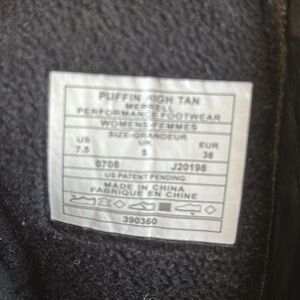 PUFFIN HIGH TAN
MERRELL
PERFORMANCE FOOTWEAR
WOMENS-FEMMES
SIZE-GRANDEUR
US UK EUR
7.5 5 38
0706 J20198
US PATENT PENDING
MADE IN CHINA
FABRIQUE EN CHINE
390360